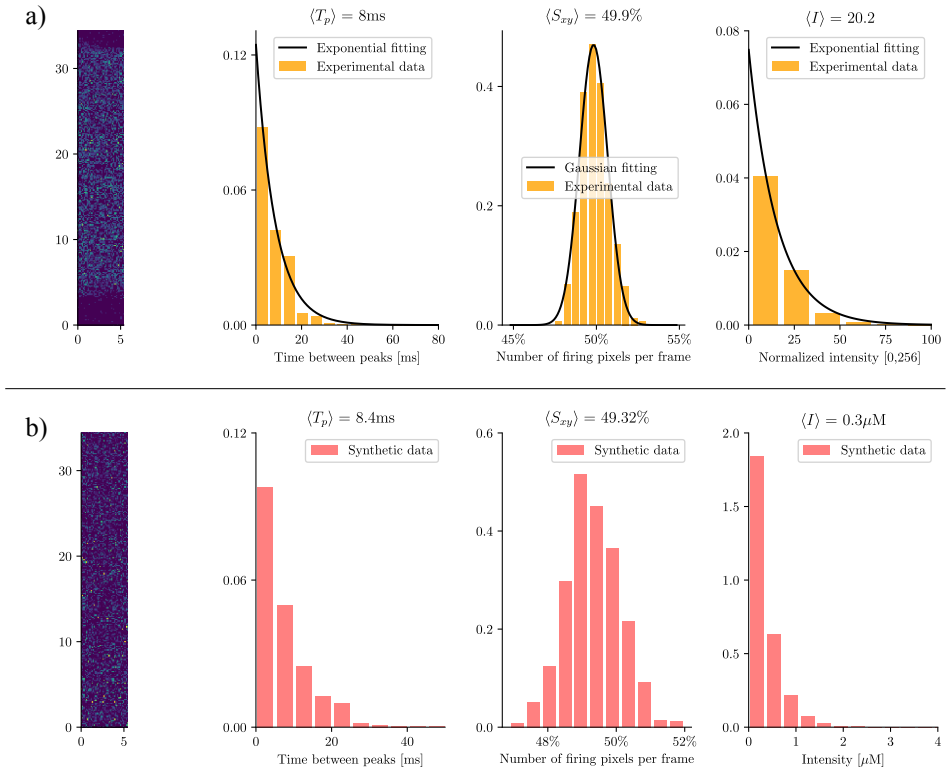 a)
⟨T_p⟩ = 8ms
⟨S_xy⟩ = 49.9%
⟨I⟩ = 20.2
30
20
10
0
0 5
0.12
0.06
0.00
Exponential fitting
Experimental data
0 20 40 60 80
Time between peaks [ms]
0.4
0.2
0.0
Gaussian fitting
Experimental data
45% 50% 55%
Number of firing pixels per frame
0.08
0.06
0.04
0.02
0.00
Exponential fitting
Experimental data
0 25 50 75 100
Normalized intensity [0,256]
b)
⟨T_p⟩ = 8.4ms
⟨S_xy⟩ = 49.32%
⟨I⟩ = 0.3μM
30
20
10
0
0 5
0.12
0.06
0.00
Synthetic data
0 20 40
Time between peaks [ms]
0.6
0.4
0.2
0.0
Synthetic data
48% 50% 52%
Number of firing pixels per frame
2.0
1.5
1.0
0.5
0.0
Synthetic data
0 1 2 3 4
Intensity [μM]